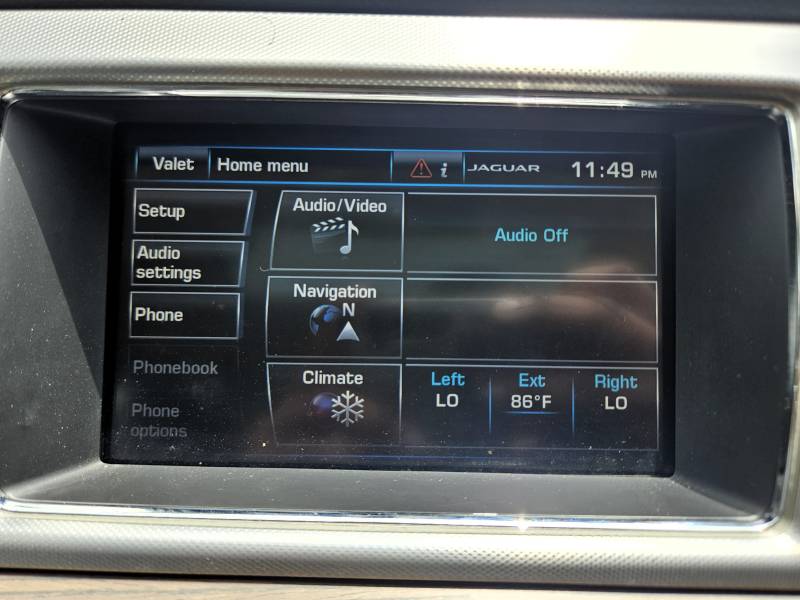 Valet Home menu i JAGUAR 11:49 PM
Setup
Audio/Video
Audio Off
Audio
settings
Navigation
N
Phone
Phonebook
Phone
options
Climate
Left Ext Right
LO 86°F LO